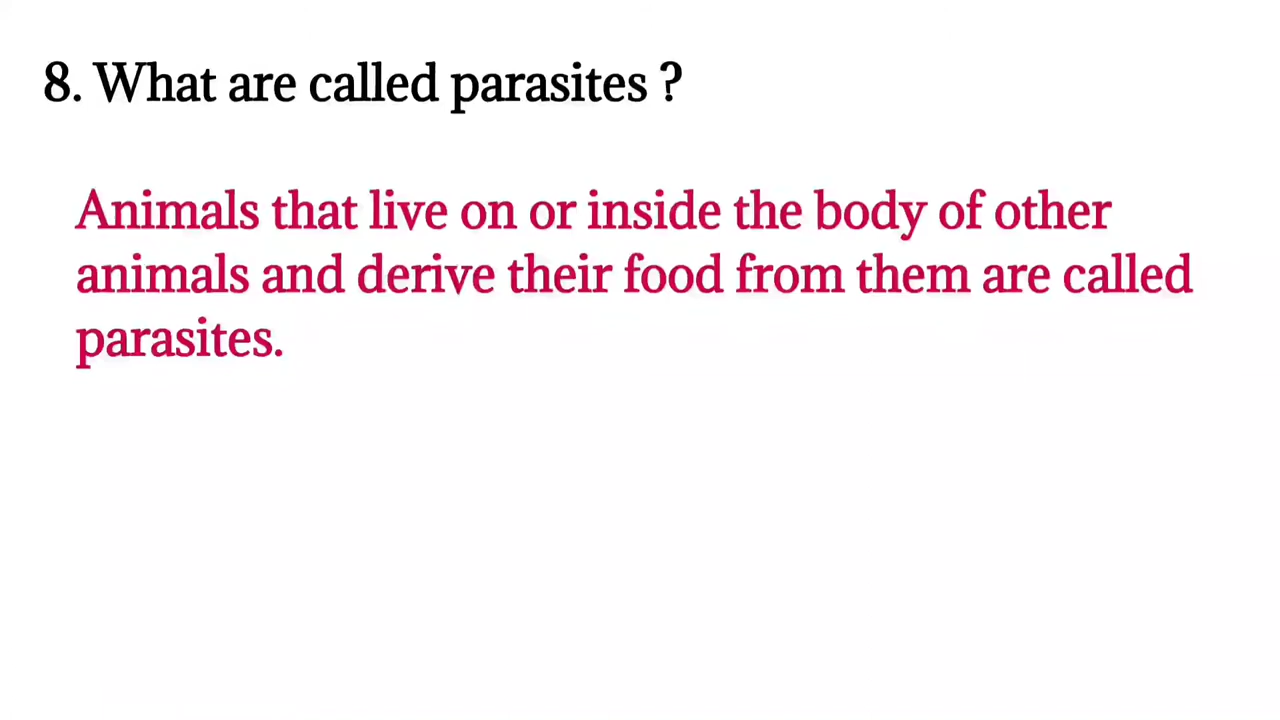 8. What are called parasites ?
Animals that live on or inside the body of other
animals and derive their food from them are called
parasites.